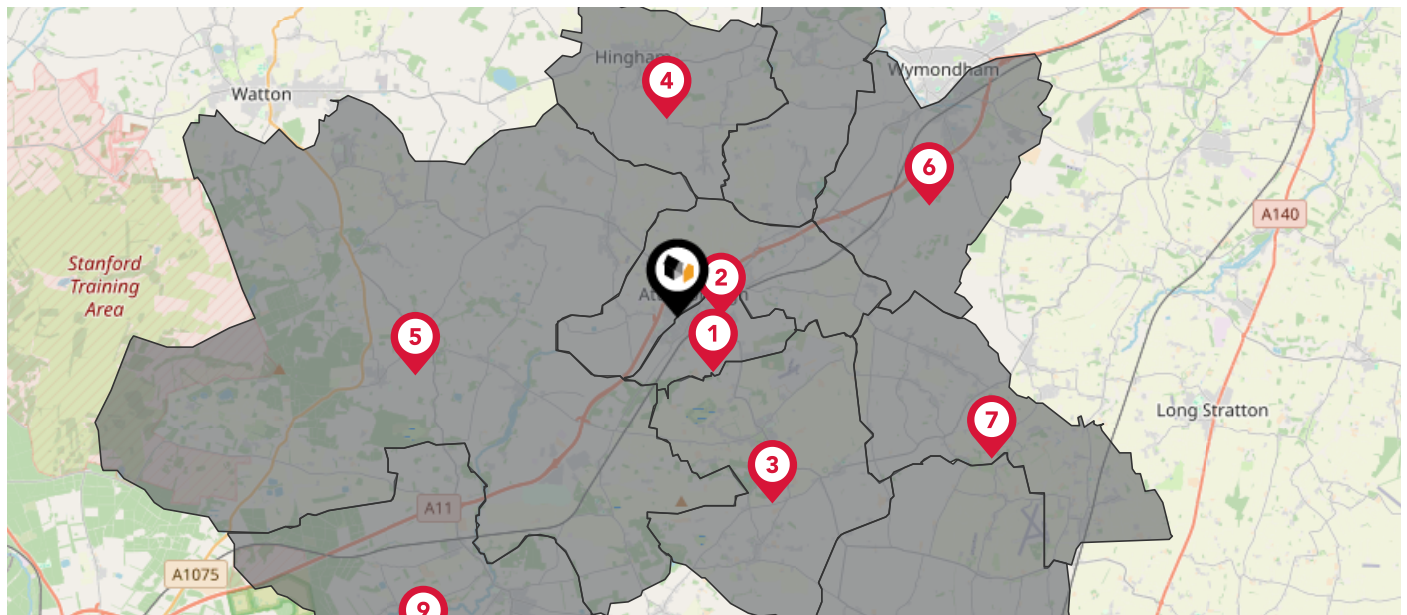 Hingham
4
Wymondham
Watton
6
A140
Stanford
Training
Area
2
1
5
Long Stratton
7
3
A11
A1075
9